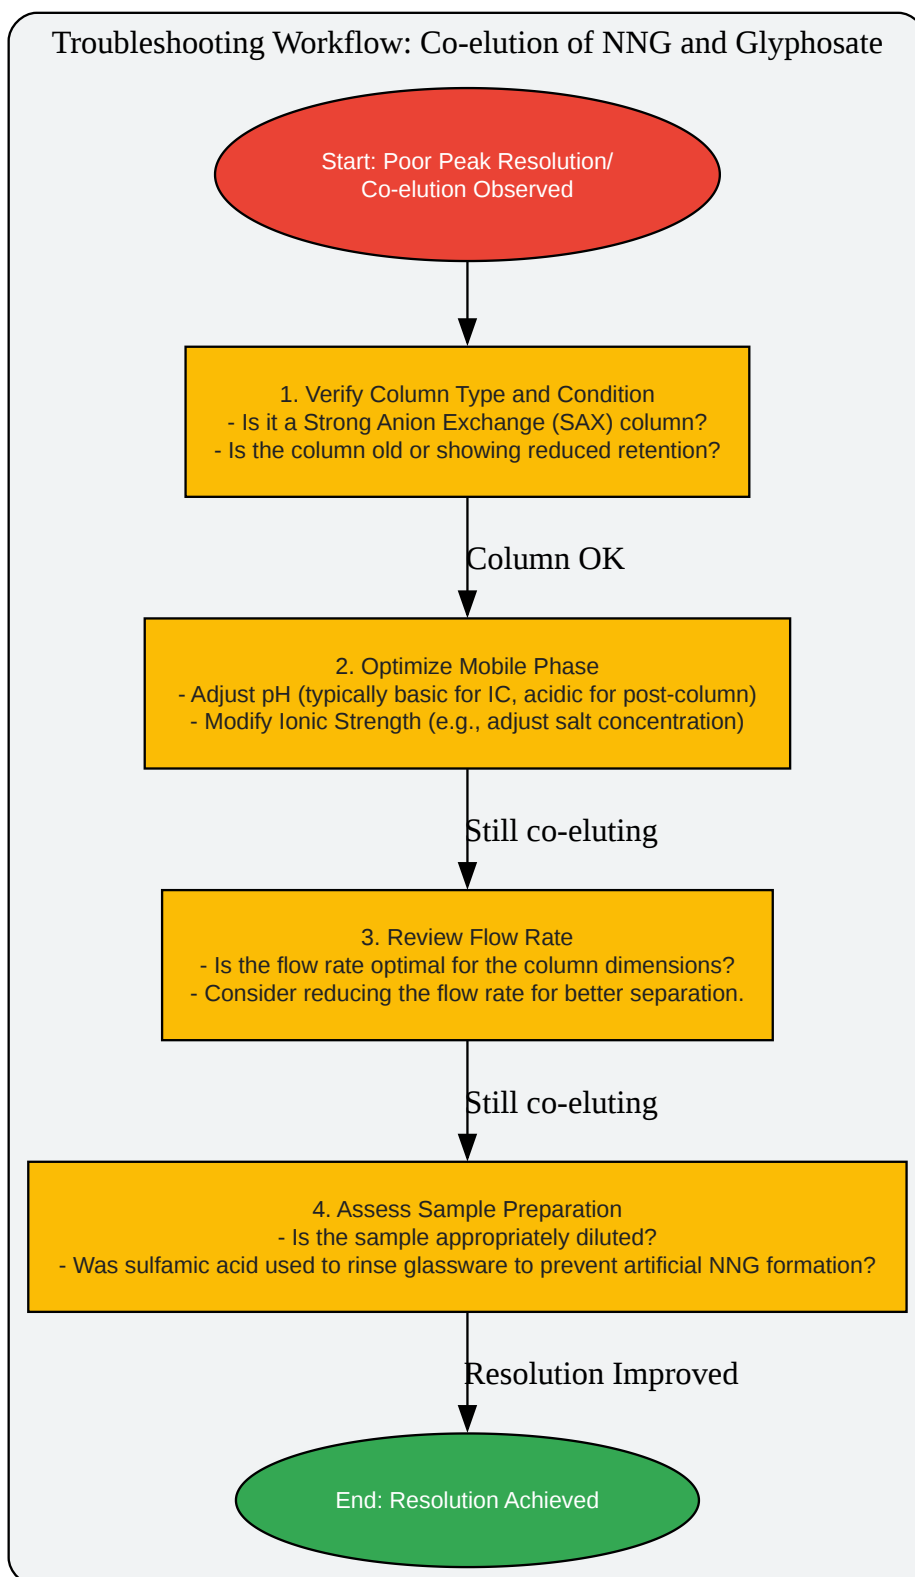 Troubleshooting Workflow: Co-elution of NNG and Glyphosate
Start: Poor Peak Resolution/
Co-elution Observed
1. Verify Column Type and Condition
- Is it a Strong Anion Exchange (SAX) column?
- Is the column old or showing reduced retention?
Column OK
2. Optimize Mobile Phase
- Adjust pH (typically basic for IC, acidic for post-column)
- Modify Ionic Strength (e.g., adjust salt concentration)
Still co-eluting
3. Review Flow Rate
- Is the flow rate optimal for the column dimensions?
- Consider reducing the flow rate for better separation.
Still co-eluting
4. Assess Sample Preparation
- Is the sample appropriately diluted?
- Was sulfamic acid used to rinse glassware to prevent artificial NNG formation?
Resolution Improved
End: Resolution Achieved